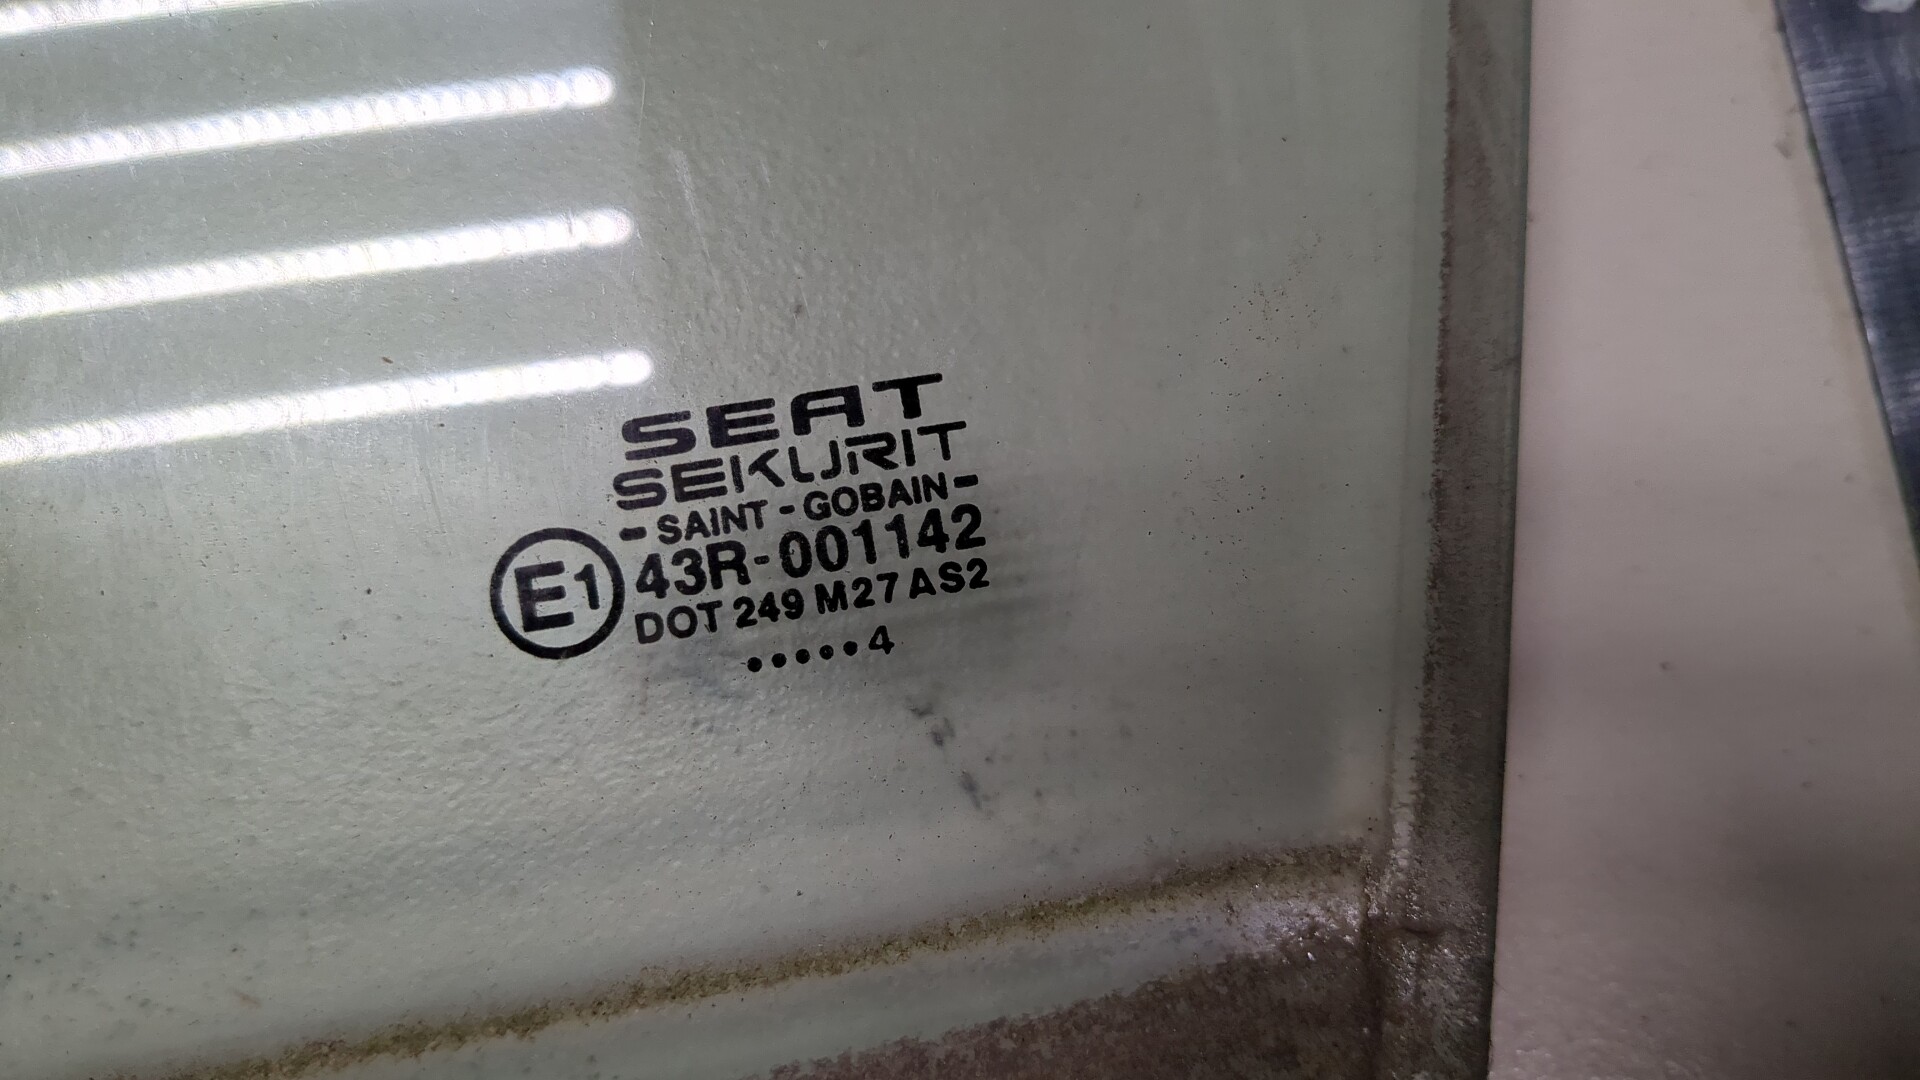 SEAT
SEKURIT
- SAINT - GOBAIN -
E1 43R-001142
DOT 249 M27 AS2
•••••4